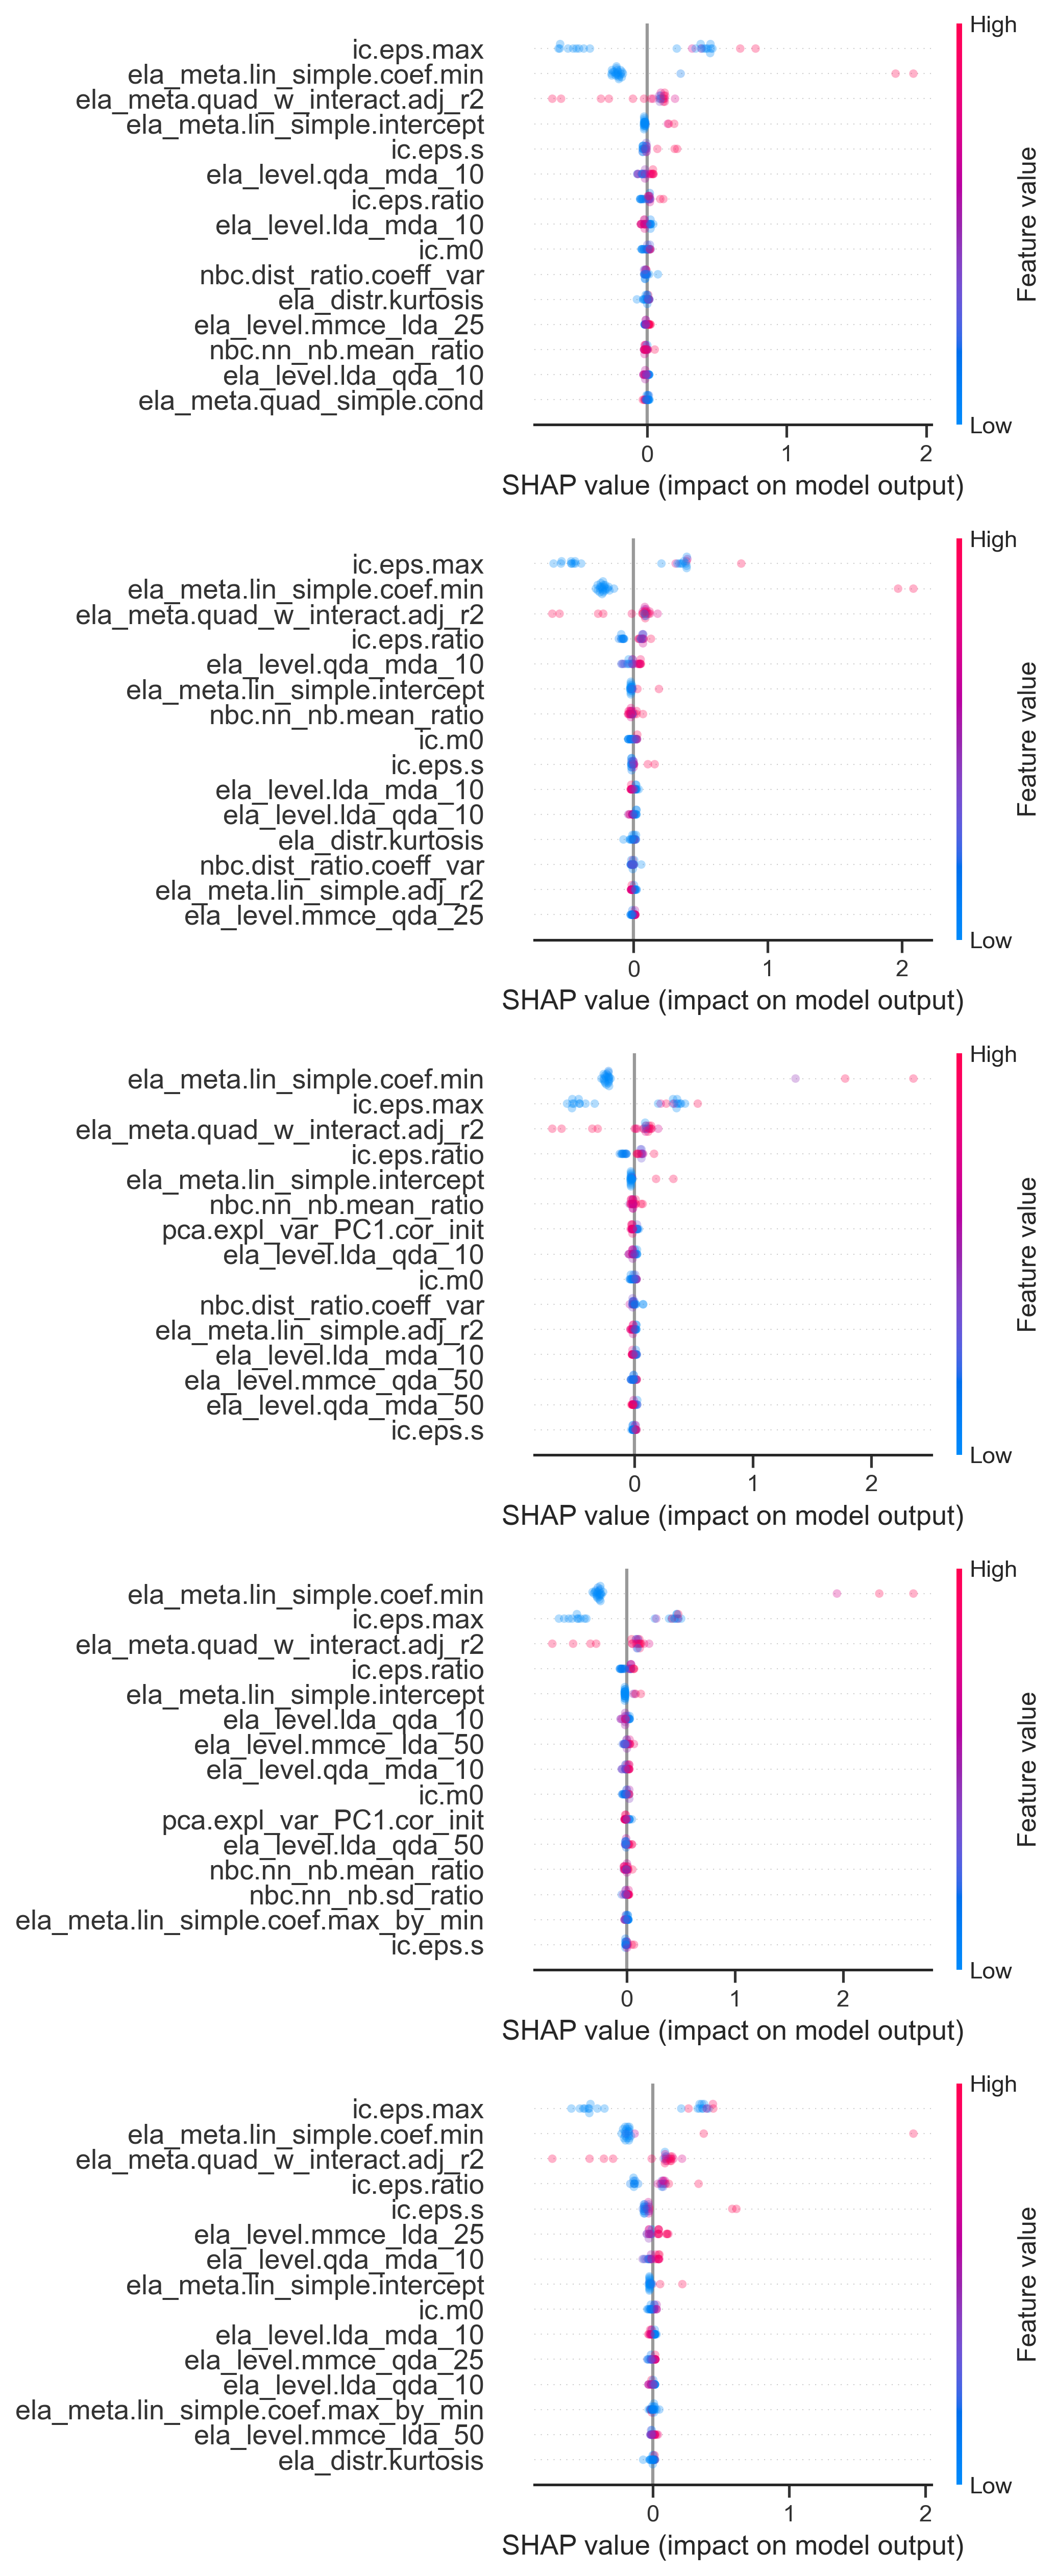 High
ic.eps.max
ela_meta.lin_simple.coef.min
ela_meta.quad_w_interact.adj_r2
ela_meta.lin_simple.intercept
ic.eps.s
ela_level.qda_mda_10
ic.eps.ratio
ela_level.lda_mda_10
ic.m0
nbc.dist_ratio.coeff_var
ela_distr.kurtosis
ela_level.mmce_lda_25
nbc.nn_nb.mean_ratio
ela_level.lda_qda_10
ela_meta.quad_simple.cond
Feature value
Low
0 1 2
SHAP value (impact on model output)
High
ic.eps.max
ela_meta.lin_simple.coef.min
ela_meta.quad_w_interact.adj_r2
ic.eps.ratio
ela_level.qda_mda_10
ela_meta.lin_simple.intercept
nbc.nn_nb.mean_ratio
ic.m0
ic.eps.s
ela_level.lda_mda_10
ela_level.lda_qda_10
ela_distr.kurtosis
nbc.dist_ratio.coeff_var
ela_meta.lin_simple.adj_r2
ela_level.mmce_qda_25
Feature value
Low
0 1 2
SHAP value (impact on model output)
High
ela_meta.lin_simple.coef.min
ic.eps.max
ela_meta.quad_w_interact.adj_r2
ic.eps.ratio
ela_meta.lin_simple.intercept
nbc.nn_nb.mean_ratio
pca.expl_var_PC1.cor_init
ela_level.lda_qda_10
ic.m0
nbc.dist_ratio.coeff_var
ela_meta.lin_simple.adj_r2
ela_level.lda_mda_10
ela_level.mmce_qda_50
ela_level.qda_mda_50
ic.eps.s
Feature value
Low
0 1 2
SHAP value (impact on model output)
High
ela_meta.lin_simple.coef.min
ic.eps.max
ela_meta.quad_w_interact.adj_r2
ic.eps.ratio
ela_meta.lin_simple.intercept
ela_level.lda_qda_10
ela_level.mmce_lda_50
ela_level.qda_mda_10
ic.m0
pca.expl_var_PC1.cor_init
ela_level.lda_qda_50
nbc.nn_nb.mean_ratio
nbc.nn_nb.sd_ratio
ela_meta.lin_simple.coef.max_by_min
ic.eps.s
Feature value
Low
0 1 2
SHAP value (impact on model output)
High
ic.eps.max
ela_meta.lin_simple.coef.min
ela_meta.quad_w_interact.adj_r2
ic.eps.ratio
ic.eps.s
ela_level.mmce_lda_25
ela_level.qda_mda_10
ela_meta.lin_simple.intercept
ic.m0
ela_level.lda_mda_10
ela_level.mmce_qda_25
ela_level.lda_qda_10
ela_meta.lin_simple.coef.max_by_min
ela_level.mmce_lda_50
ela_distr.kurtosis
Feature value
Low
0 1 2
SHAP value (impact on model output)